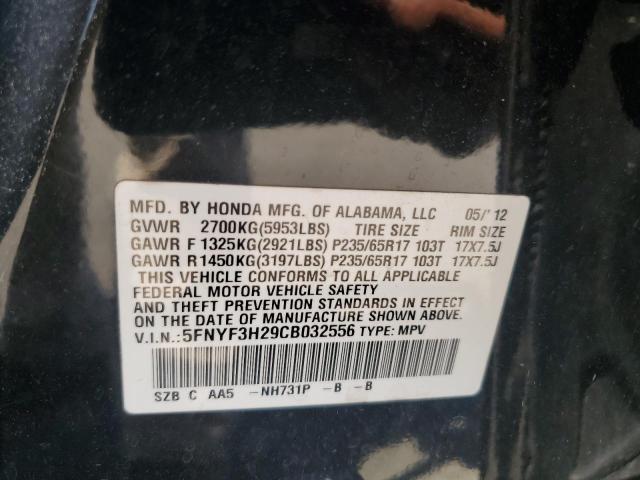 MFD. BY HONDA MFG. OF ALABAMA, LLC 05/'12
GVWR 2700KG(5953LBS) TIRE SIZE RIM SIZE
GAWR F 1325KG(2921LBS) P235/65R17 103T 17X7.5J
GAWR R1450KG(3197LBS) P235/65R17 103T 17X7.5J
THIS VEHICLE CONFORMS TO ALL APPLICABLE
FEDERAL MOTOR VEHICLE SAFETY
AND THEFT PREVENTION STANDARDS IN EFFECT
ON THE DATE OF MANUFACTURE SHOWN ABOVE.
V.I.N.:5FNYF3H29CB032556 TYPE: MPV
SZB C AA5 -NH731P -B -B